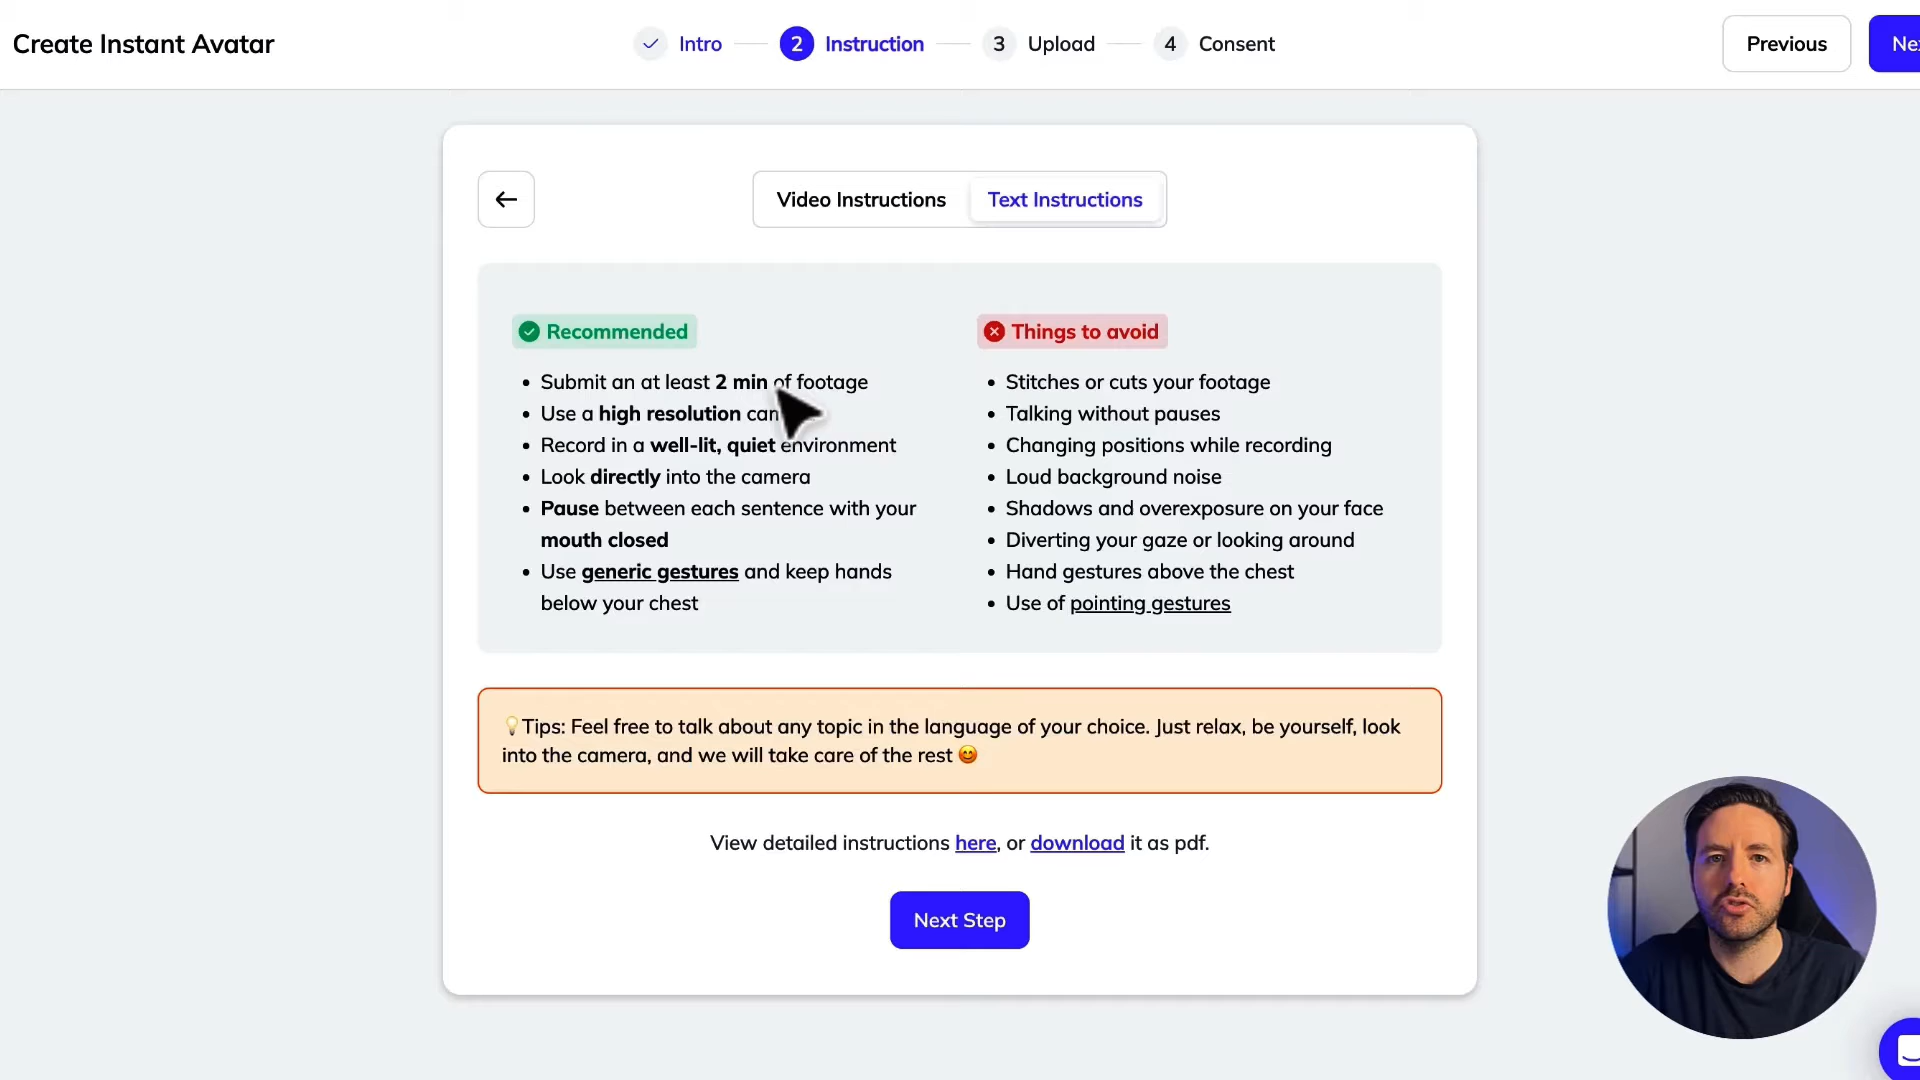 Create Instant Avatar
Intro
2 Instruction
3 Upload
4 Consent
Previous
Video Instructions
Text Instructions
Recommended
Submit an at least 2 min of footage
Use a high resolution
Record in a well-lit, quiet environment
Look directly into the camera
Pause between each sentence with your
mouth closed
Use generic gestures and keep hands
below your chest
Things to avoid
Stitches or cuts your footage
Talking without pauses
Changing positions while recording
Loud background noise
Shadows and overexposure on your face
Diverting your gaze or looking around
Hand gestures above the chest
Use of pointing gestures
💡Tips: Feel free to talk about any topic in the language of your choice. Just relax, be yourself, look
into the camera, and we will take care of the rest 😊
View detailed instructions here, or download it as pdf.
Next Step